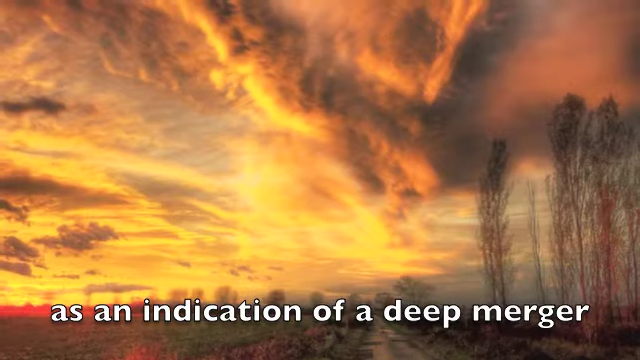 as an indication of a deep merger